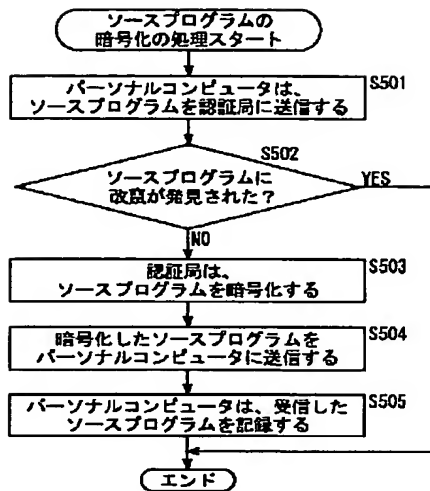 ソースプログラムの
暗号化の処理スタート
パーソナルコンピュータは、
ソースプログラムを認証局に送信する
S501
S502
ソースプログラムに
改竄が発見された?
YES
NO
認証局は、
ソースプログラムを暗号化する
S503
暗号化したソースプログラムを
パーソナルコンピュータに送信する
S504
パーソナルコンピュータは、受信した
ソースプログラムを記録する
S505
エンド